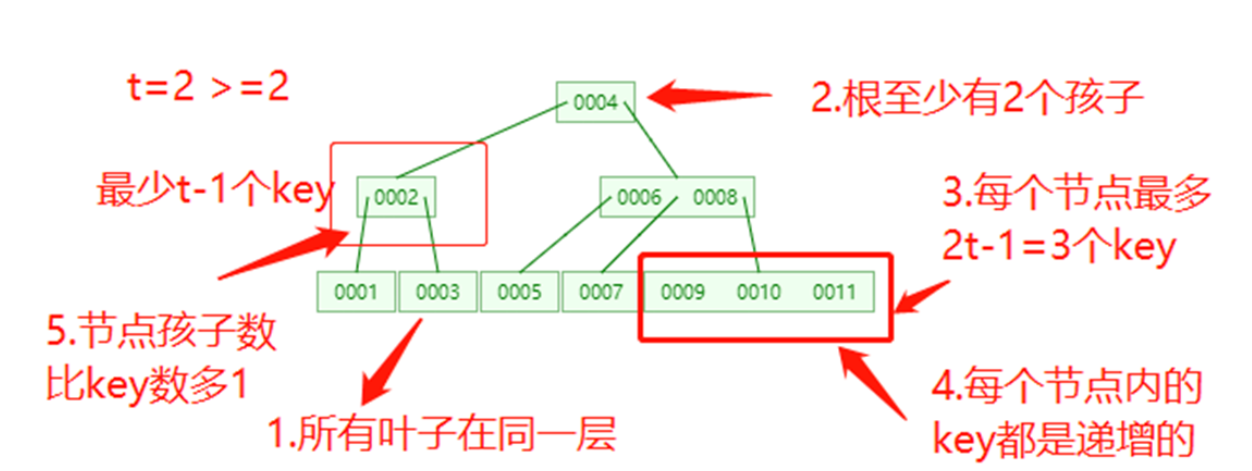 t=2 >=2
0004
2.根至少有2个孩子
最少t-1个key
0002
0006 0008
3.每个节点最多
2t-1=3个key
0001 0003 0005 0007 0009 0010 0011
5.节点孩子数
比key数多1
1.所有叶子在同一层
4.每个节点内的
key都是递增的